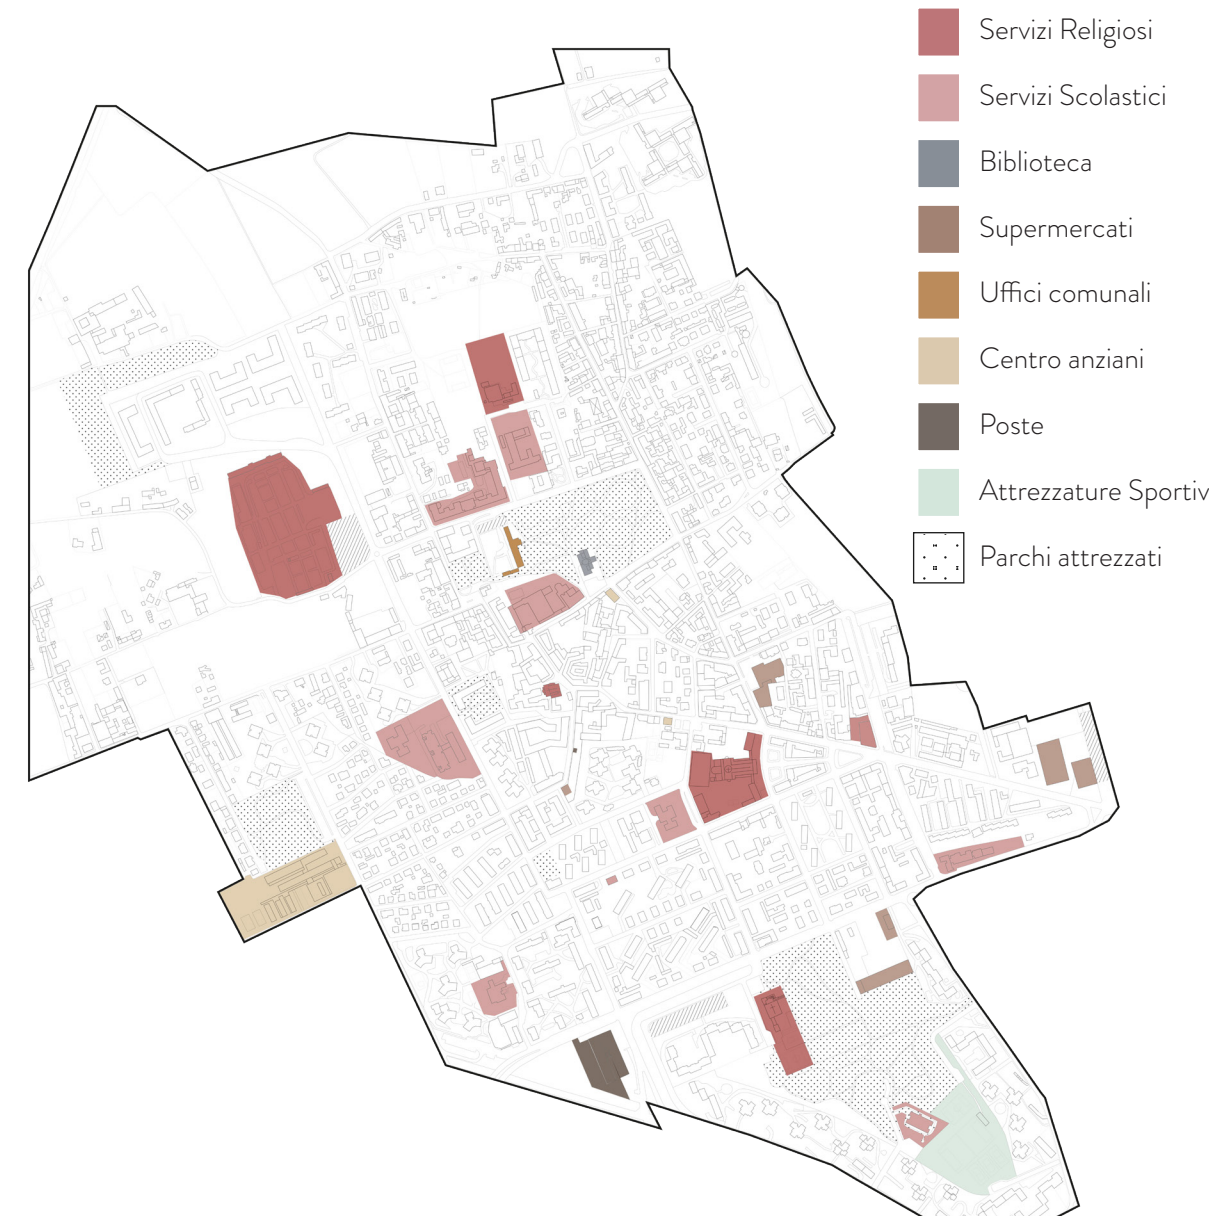 Servizi Religiosi
Servizi Scolastici
Biblioteca
Supermercati
Uffici comunali
Centro anziani
Poste
Attrezzature Sportiv
Parchi attrezzati